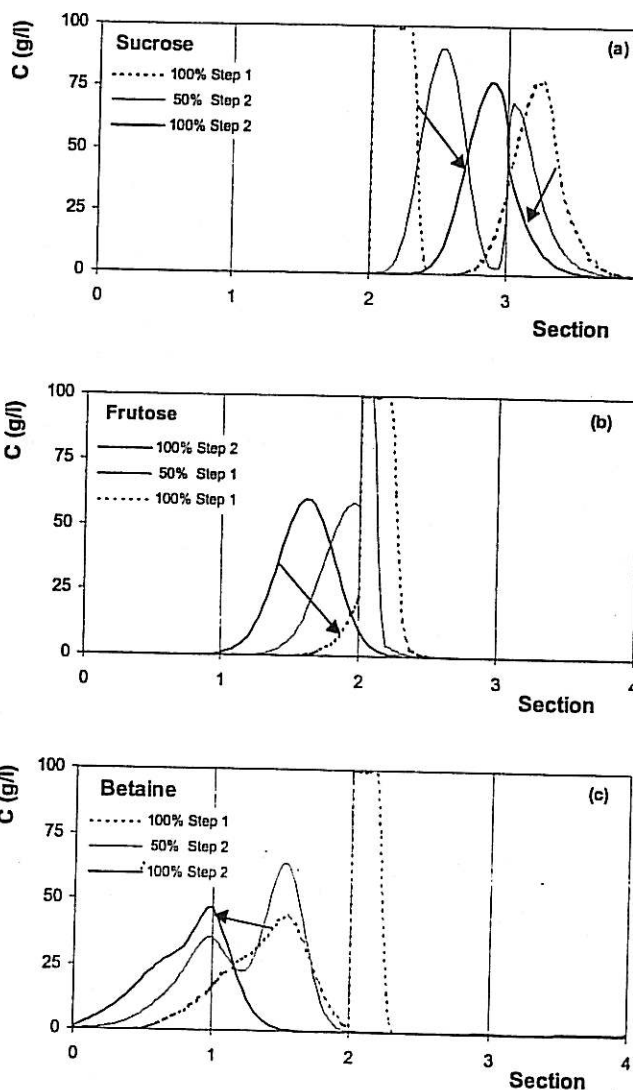 C (g/l)
100
75
50
25
0
Sucrose
100% Step 1
50% Step 2
100% Step 2
(a)
0
1
2
3
Section
C (g/l)
100
75
50
25
0
Frutose
100% Step 2
50% Step 1
100% Step 1
(b)
0
1
2
3
4
Section
C (g/l)
100
75
50
25
0
Betaine
100% Step 1
50% Step 2
100% Step 2
(c)
0
1
2
3
4
Section